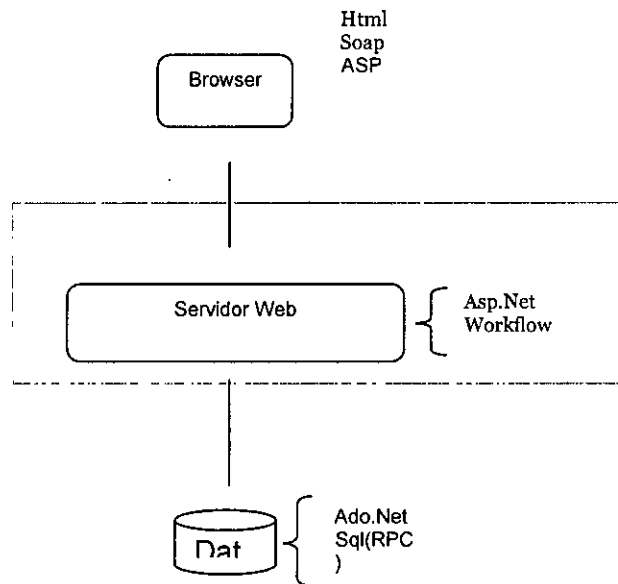 Html
Soap
ASP
Browser
Servidor Web
Asp.Net
Workflow
Dat
Ado.Net
Sql(RPC
)